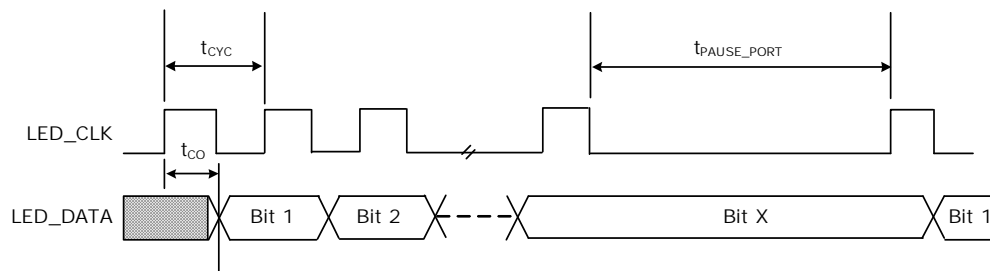 tCYC
tPAUSE_PORT
LED_CLK
tCO
LED_DATA
Bit 1
Bit 2
Bit X
Bit 1